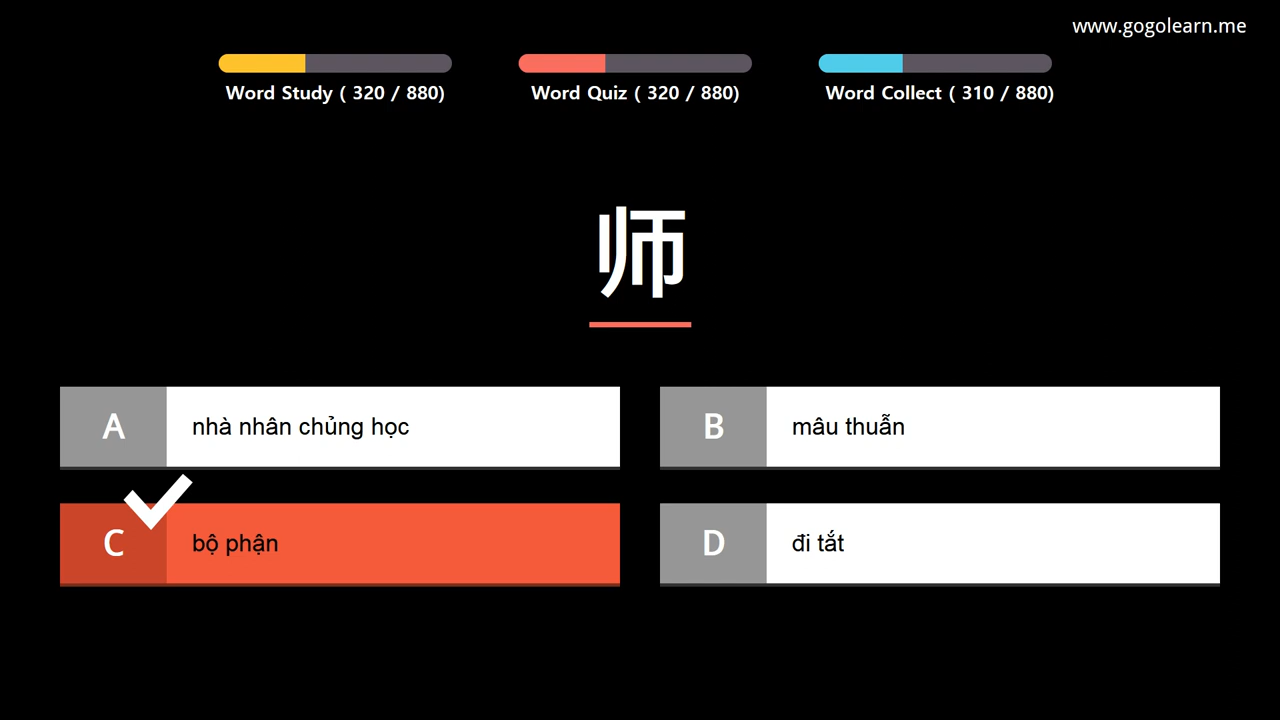 www.gogolearn.me
Word Study ( 320 / 880)
Word Quiz ( 320 / 880)
Word Collect ( 310 / 880)
师
A nhà nhân chủng học
B mâu thuẫn
C bộ phận
D đi tắt